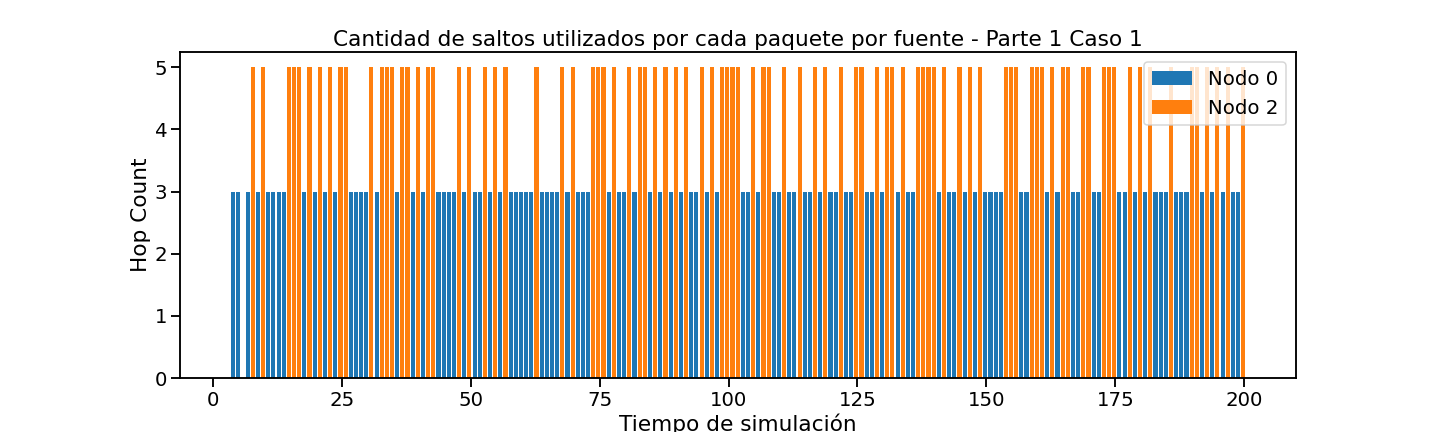 Cantidad de saltos utilizados por cada paquete por fuente - Parte 1 Caso 1
Hop Count
5
4
3
2
1
0
Nodo 0
Nodo 2
0 25 50 75 100 125 150 175 200
Tiempo de simulación